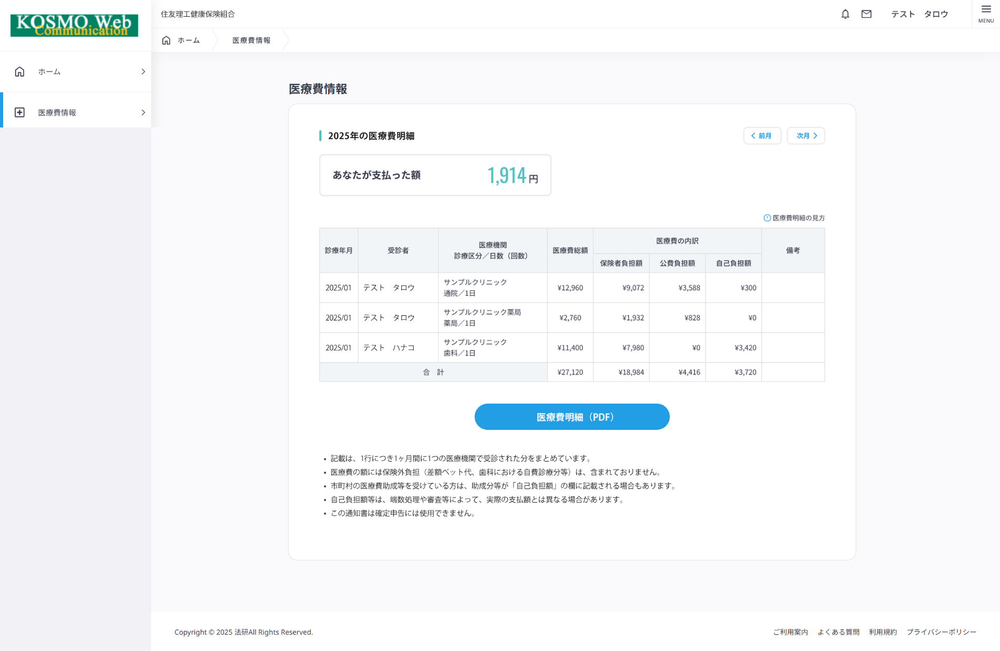 KOSMO Web
Communication
住友理工健康保険組合
テスト　タロウ
MENU
ホーム
医療費情報
ホーム
医療費情報
医療費情報
2025年の医療費明細
前月
次月
あなたが支払った額
1,914円
医療費明細の見方
診療年月 受診者 医療機関 診療区分／日数（回数） 医療費総額 医療費の内訳 備考
保険者負担額 公費負担額 自己負担額
2025/01 テスト　タロウ サンプルクリニック 通院／1日 ¥12,960 ¥9,072 ¥3,588 ¥300
2025/01 テスト　タロウ サンプルクリニック薬局 薬局／1日 ¥2,760 ¥1,932 ¥828 ¥0
2025/01 テスト　ハナコ サンプルクリニック 歯科／1日 ¥11,400 ¥7,980 ¥0 ¥3,420
合　計 ¥27,120 ¥18,984 ¥4,416 ¥3,720
医療費明細（PDF）
• 記載は、1行につき1ヶ月間に1つの医療機関で受診された分をまとめています。
• 医療費の額には保険外負担（差額ベット代、歯科における自費診療分等）は、含まれておりません。
• 市町村の医療費助成等を受けている方は、助成分等が「自己負担額」の欄に記載される場合もあります。
• 自己負担額等は、端数処理や審査等によって、実際の支払額とは異なる場合があります。
• この通知書は確定申告には使用できません。
Copyright © 2025 法研All Rights Reserved.
ご利用案内 よくある質問 利用規約 プライバシーポリシー